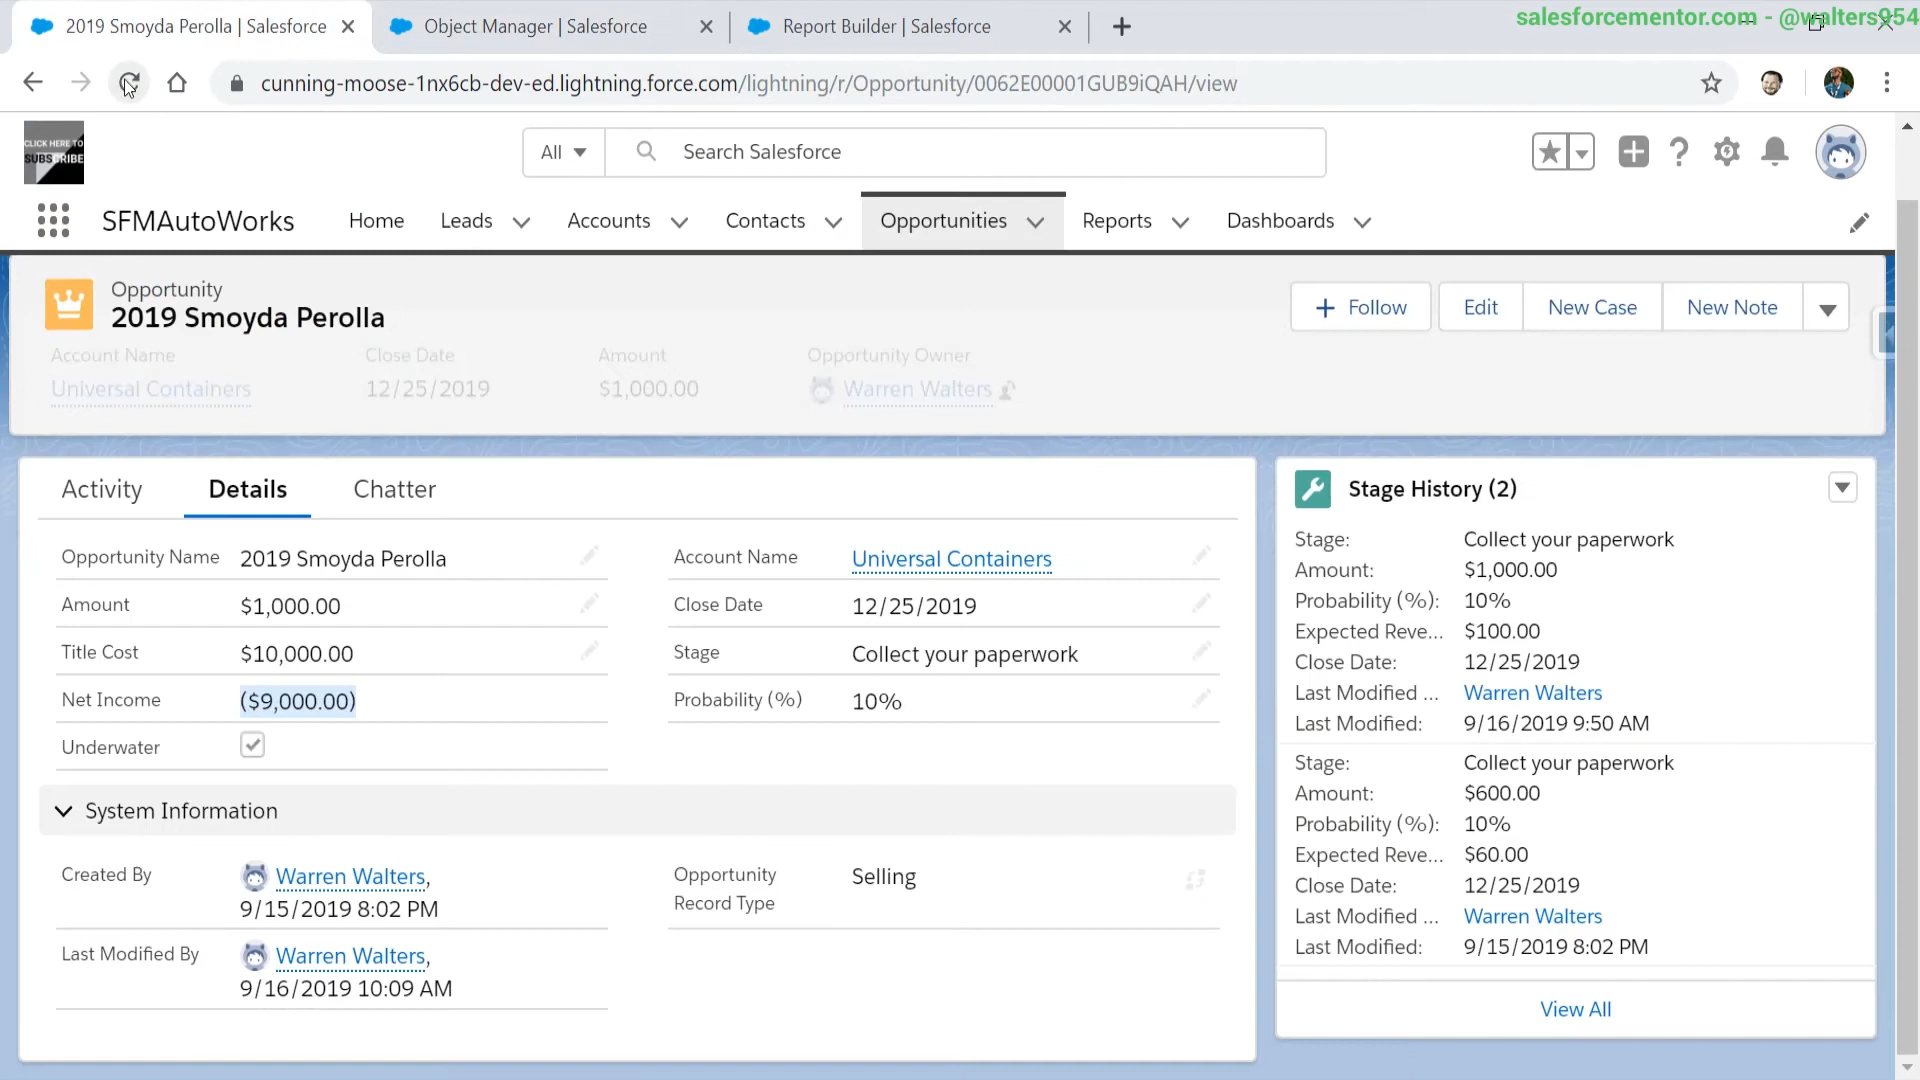 2019 Smoyda Perolla | Salesforce
Object Manager | Salesforce
Report Builder | Salesforce
salesforcementor.com - @walters954
cunning-moose-1nx6cb-dev-ed.lightning.force.com/lightning/r/Opportunity/0062E00001GUB9iQAH/view
CLICK HERE TO
SUBSCRIBE
All
Search Salesforce
SFMAutoWorks
Home
Leads
Accounts
Contacts
Opportunities
Reports
Dashboards
Opportunity
2019 Smoyda Perolla
Follow
Edit
New Case
New Note
Account Name
Close Date
Amount
Opportunity Owner
Universal Containers
12/25/2019
$1,000.00
Warren Walters
Activity
Details
Chatter
Opportunity Name 2019 Smoyda Perolla
Account Name Universal Containers
Amount $1,000.00
Close Date 12/25/2019
Title Cost $10,000.00
Stage Collect your paperwork
Net Income ($9,000.00)
Probability (%) 10%
Underwater
System Information
Created By Warren Walters,
9/15/2019 8:02 PM
Opportunity Selling
Record Type
Last Modified By Warren Walters,
9/16/2019 10:09 AM
Stage History (2)
Stage: Collect your paperwork
Amount: $1,000.00
Probability (%): 10%
Expected Reve... $100.00
Close Date: 12/25/2019
Last Modified ... Warren Walters
Last Modified: 9/16/2019 9:50 AM
Stage: Collect your paperwork
Amount: $600.00
Probability (%): 10%
Expected Reve... $60.00
Close Date: 12/25/2019
Last Modified ... Warren Walters
Last Modified: 9/15/2019 8:02 PM
View All